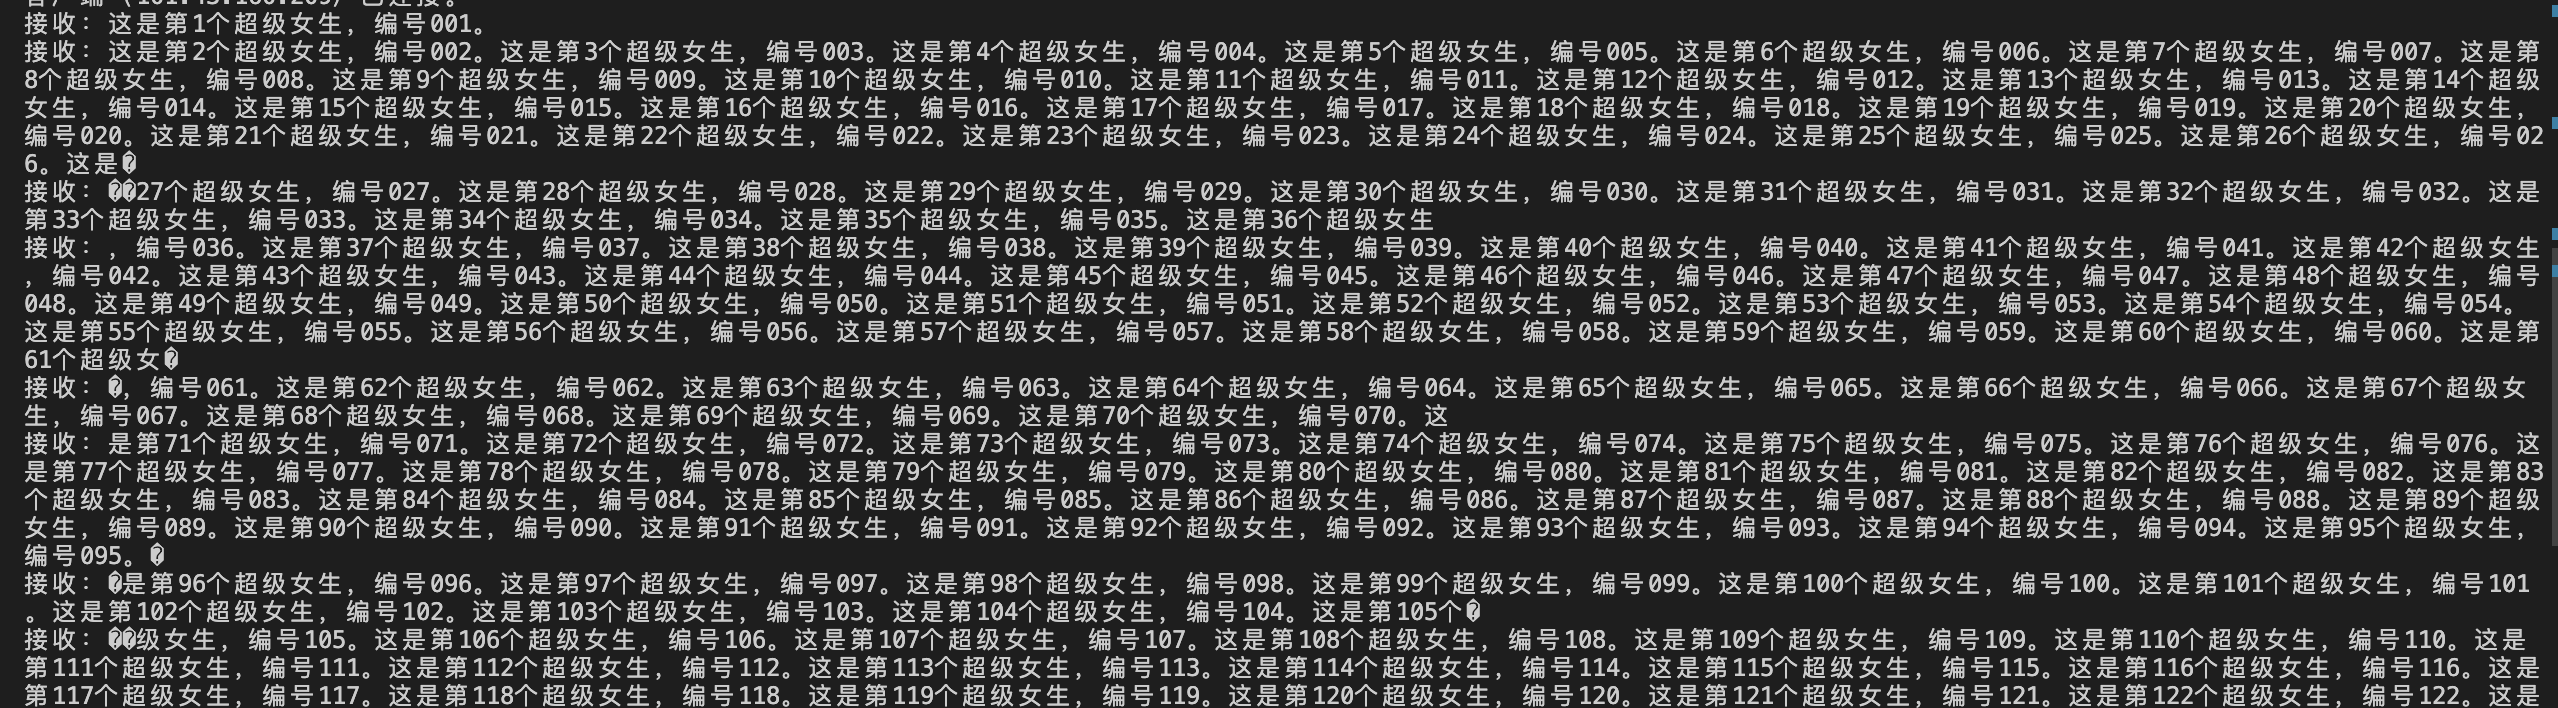 接收：这是第1个超级女生，编号001。
接收：这是第2个超级女生，编号002。这是第3个超级女生，编号003。这是第4个超级女生，编号004。这是第5个超级女生，编号005。这是第6个超级女生，编号006。这是第7个超级女生，编号007。这是第
8个超级女生，编号008。这是第9个超级女生，编号009。这是第10个超级女生，编号010。这是第11个超级女生，编号011。这是第12个超级女生，编号012。这是第13个超级女生，编号013。这是第14个超级
女生，编号014。这是第15个超级女生，编号015。这是第16个超级女生，编号016。这是第17个超级女生，编号017。这是第18个超级女生，编号018。这是第19个超级女生，编号019。这是第20个超级女生，
编号020。这是第21个超级女生，编号021。这是第22个超级女生，编号022。这是第23个超级女生，编号023。这是第24个超级女生，编号024。这是第25个超级女生，编号025。这是第26个超级女生，编号02
6。这是�
接收：��27个超级女生，编号027。这是第28个超级女生，编号028。这是第29个超级女生，编号029。这是第30个超级女生，编号030。这是第31个超级女生，编号031。这是第32个超级女生，编号032。这是
第33个超级女生，编号033。这是第34个超级女生，编号034。这是第35个超级女生，编号035。这是第36个超级女生
接收：，编号036。这是第37个超级女生，编号037。这是第38个超级女生，编号038。这是第39个超级女生，编号039。这是第40个超级女生，编号040。这是第41个超级女生，编号041。这是第42个超级女生
，编号042。这是第43个超级女生，编号043。这是第44个超级女生，编号044。这是第45个超级女生，编号045。这是第46个超级女生，编号046。这是第47个超级女生，编号047。这是第48个超级女生，编号
048。这是第49个超级女生，编号049。这是第50个超级女生，编号050。这是第51个超级女生，编号051。这是第52个超级女生，编号052。这是第53个超级女生，编号053。这是第54个超级女生，编号054。
这是第55个超级女生，编号055。这是第56个超级女生，编号056。这是第57个超级女生，编号057。这是第58个超级女生，编号058。这是第59个超级女生，编号059。这是第60个超级女生，编号060。这是第
61个超级女�
接收：�，编号061。这是第62个超级女生，编号062。这是第63个超级女生，编号063。这是第64个超级女生，编号064。这是第65个超级女生，编号065。这是第66个超级女生，编号066。这是第67个超级女
生，编号067。这是第68个超级女生，编号068。这是第69个超级女生，编号069。这是第70个超级女生，编号070。这
接收：是第71个超级女生，编号071。这是第72个超级女生，编号072。这是第73个超级女生，编号073。这是第74个超级女生，编号074。这是第75个超级女生，编号075。这是第76个超级女生，编号076。这
是第77个超级女生，编号077。这是第78个超级女生，编号078。这是第79个超级女生，编号079。这是第80个超级女生，编号080。这是第81个超级女生，编号081。这是第82个超级女生，编号082。这是第83
个超级女生，编号083。这是第84个超级女生，编号084。这是第85个超级女生，编号085。这是第86个超级女生，编号086。这是第87个超级女生，编号087。这是第88个超级女生，编号088。这是第89个超级
女生，编号089。这是第90个超级女生，编号090。这是第91个超级女生，编号091。这是第92个超级女生，编号092。这是第93个超级女生，编号093。这是第94个超级女生，编号094。这是第95个超级女生，
编号095。�
接收：�是第96个超级女生，编号096。这是第97个超级女生，编号097。这是第98个超级女生，编号098。这是第99个超级女生，编号099。这是第100个超级女生，编号100。这是第101个超级女生，编号101
。这是第102个超级女生，编号102。这是第103个超级女生，编号103。这是第104个超级女生，编号104。这是第105个�
接收：��级女生，编号105。这是第106个超级女生，编号106。这是第107个超级女生，编号107。这是第108个超级女生，编号108。这是第109个超级女生，编号109。这是第110个超级女生，编号110。这是
第111个超级女生，编号111。这是第112个超级女生，编号112。这是第113个超级女生，编号113。这是第114个超级女生，编号114。这是第115个超级女生，编号115。这是第116个超级女生，编号116。这是
第117个超级女生，编号117。这是第118个超级女生，编号118。这是第119个超级女生，编号119。这是第120个超级女生，编号120。这是第121个超级女生，编号121。这是第122个超级女生，编号122。这是